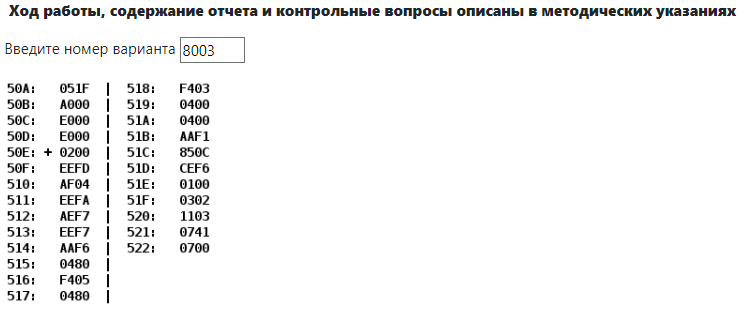 Ход работы, содержание отчета и контрольные вопросы описаны в методических указаниях
Введите номер варианта 8003
50A: 051F | 518: F403
50B: A000 | 519: 0400
50C: E000 | 51A: 0400
50D: E000 | 51B: AAF1
50E: + 0200 | 51C: 850C
50F: EEFD | 51D: CEF6
510: AF04 | 51E: 0100
511: EEFA | 51F: 0302
512: AEF7 | 520: 1103
513: EEF7 | 521: 0741
514: AAF6 | 522: 0700
515: 0480 |
516: F405 |
517: 0480 |